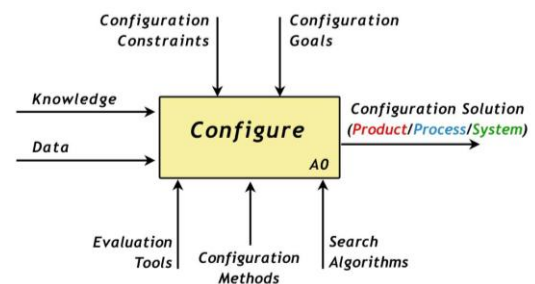 Configuration
Constraints
Configuration
Goals
Knowledge
Data
Configure
A0
Configuration Solution
(Product/Process/System)
Evaluation
Tools
Configuration
Methods
Search
Algorithms